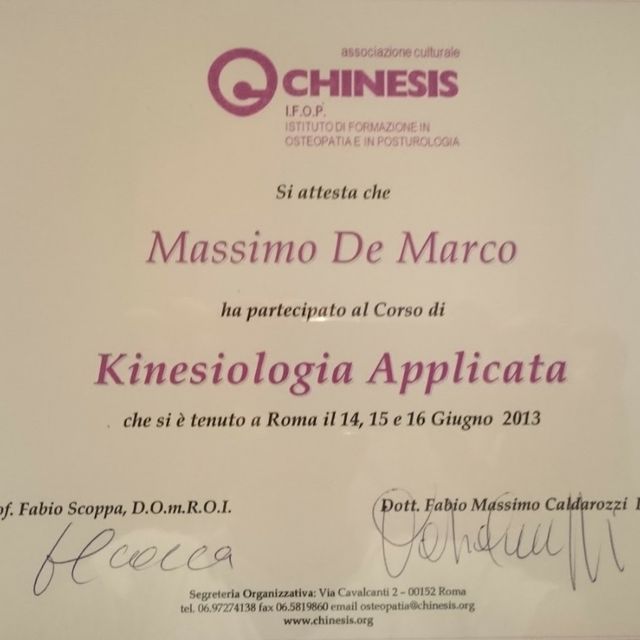 associazione culturale
CHINESIS
I.F.O.P.
ISTITUTO DI FORMAZIONE IN
OSTEOPATIA E IN POSTUROLOGIA
Si attesta che
Massimo De Marco
ha partecipato al Corso di
Kinesiologia Applicata
che si è tenuto a Roma il 14, 15 e 16 Giugno 2013
of. Fabio Scoppa, D.O.m.R.O.I.
Dott. Fabio Massimo Caldarozzi
Segreteria Organizzativa: Via Cavalcanti 2 – 00152 Roma
tel. 06.97274138 fax 06.5819860 email osteopatia@chinesis.org
www.chinesis.org